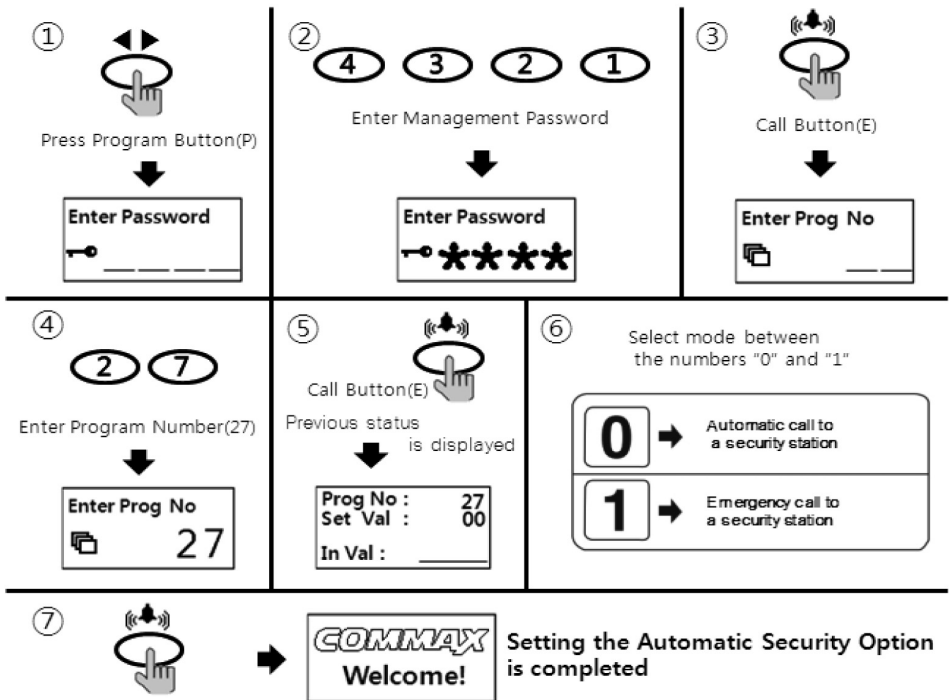 ①
Press Program Button(P)
Enter Password
②
4 3 2 1
Enter Management Password
Enter Password
③
Call Button(E)
Enter Prog No
④
2 7
Enter Program Number(27)
Enter Prog No
27
⑤
Call Button(E)
Previous status
is displayed
Prog No : 27
Set Val : 00
In Val :
⑥
Select mode between
the numbers "0" and "1"
0 Automatic call to
a security station
1 Emergency call to
a security station
⑦
COMMAX
Welcome!
Setting the Automatic Security Option
is completed